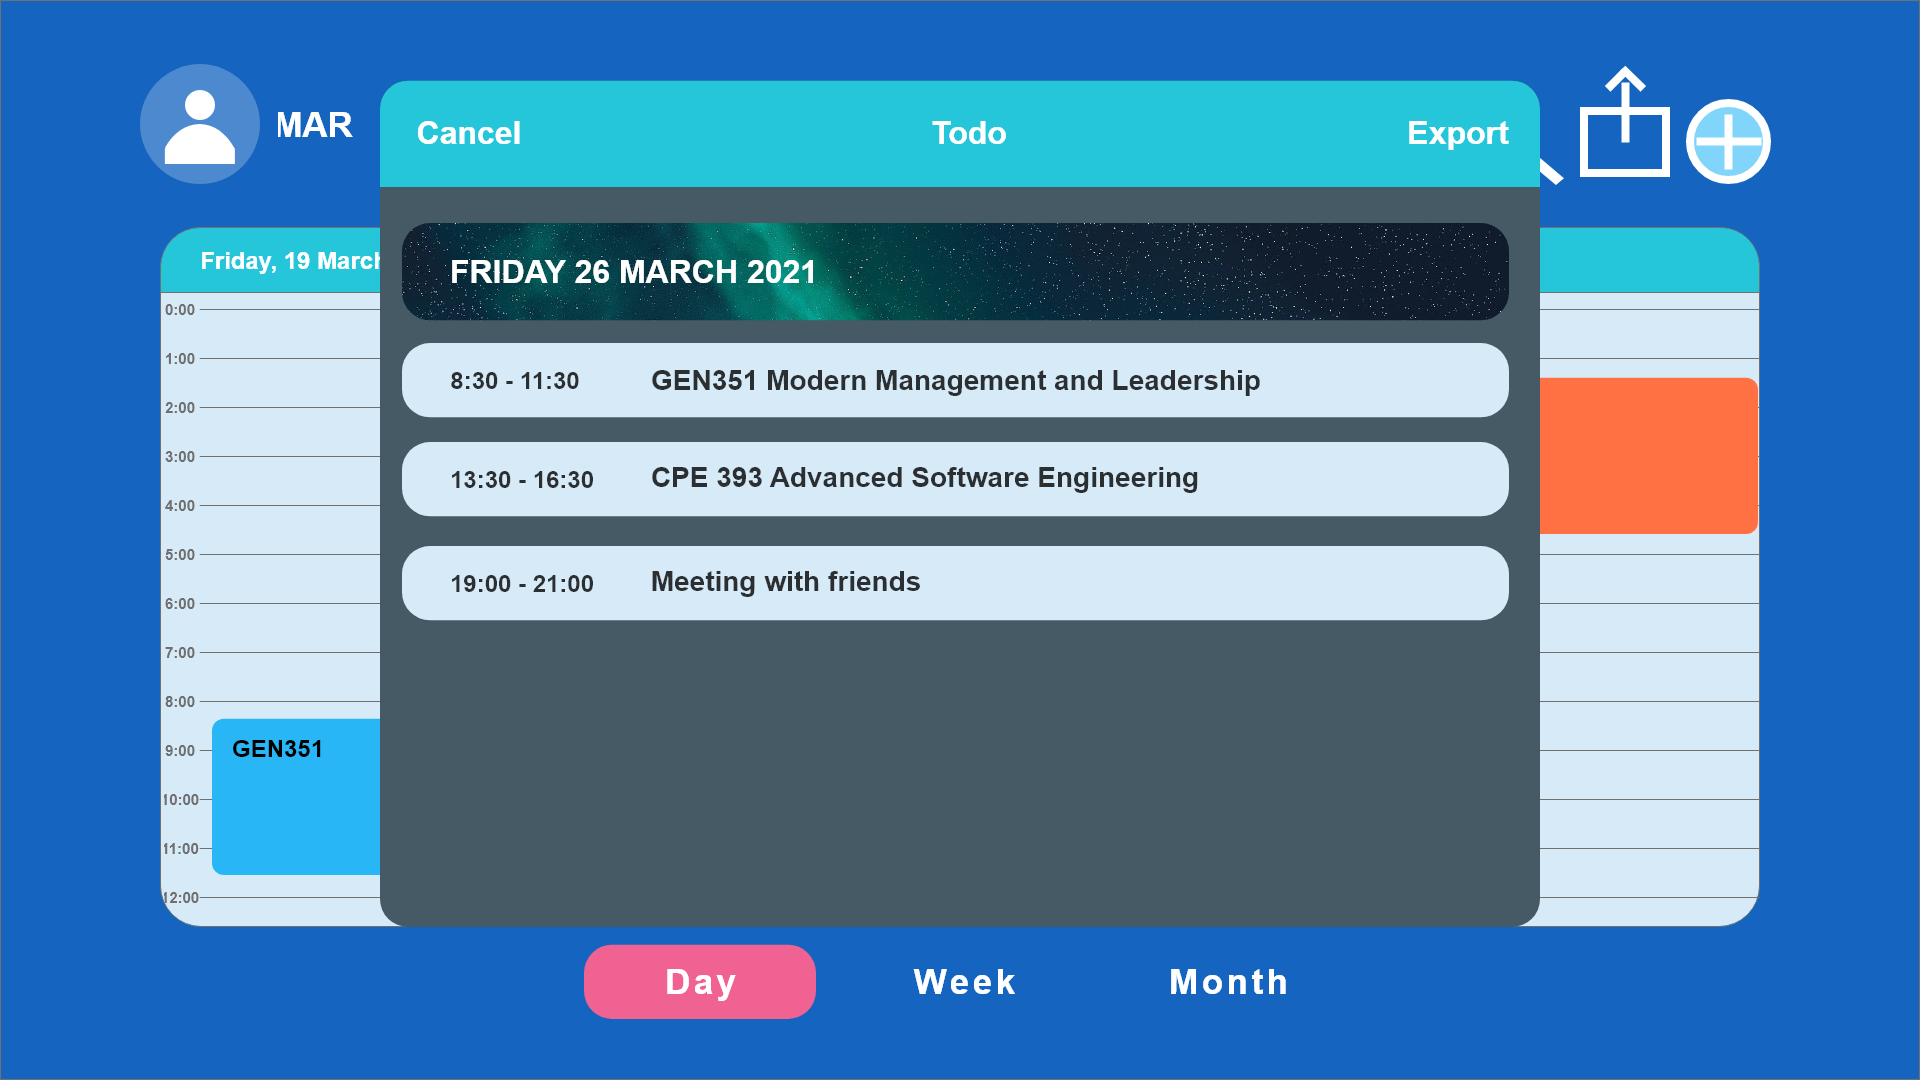 MAR
Cancel Todo Export
Friday, 19 March
FRIDAY 26 MARCH 2021
8:30 - 11:30 GEN351 Modern Management and Leadership
13:30 - 16:30 CPE 393 Advanced Software Engineering
19:00 - 21:00 Meeting with friends
0:00
1:00
2:00
3:00
4:00
5:00
6:00
7:00
8:00
9:00
GEN351
10:00
11:00
12:00
Day Week Month